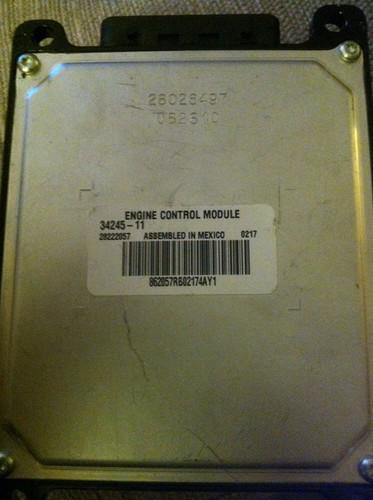 28026497
052310
ENGINE CONTROL MODULE
34245-11
28222057 ASSEMBLED IN MEXICO 0217
862057RB02174AY1